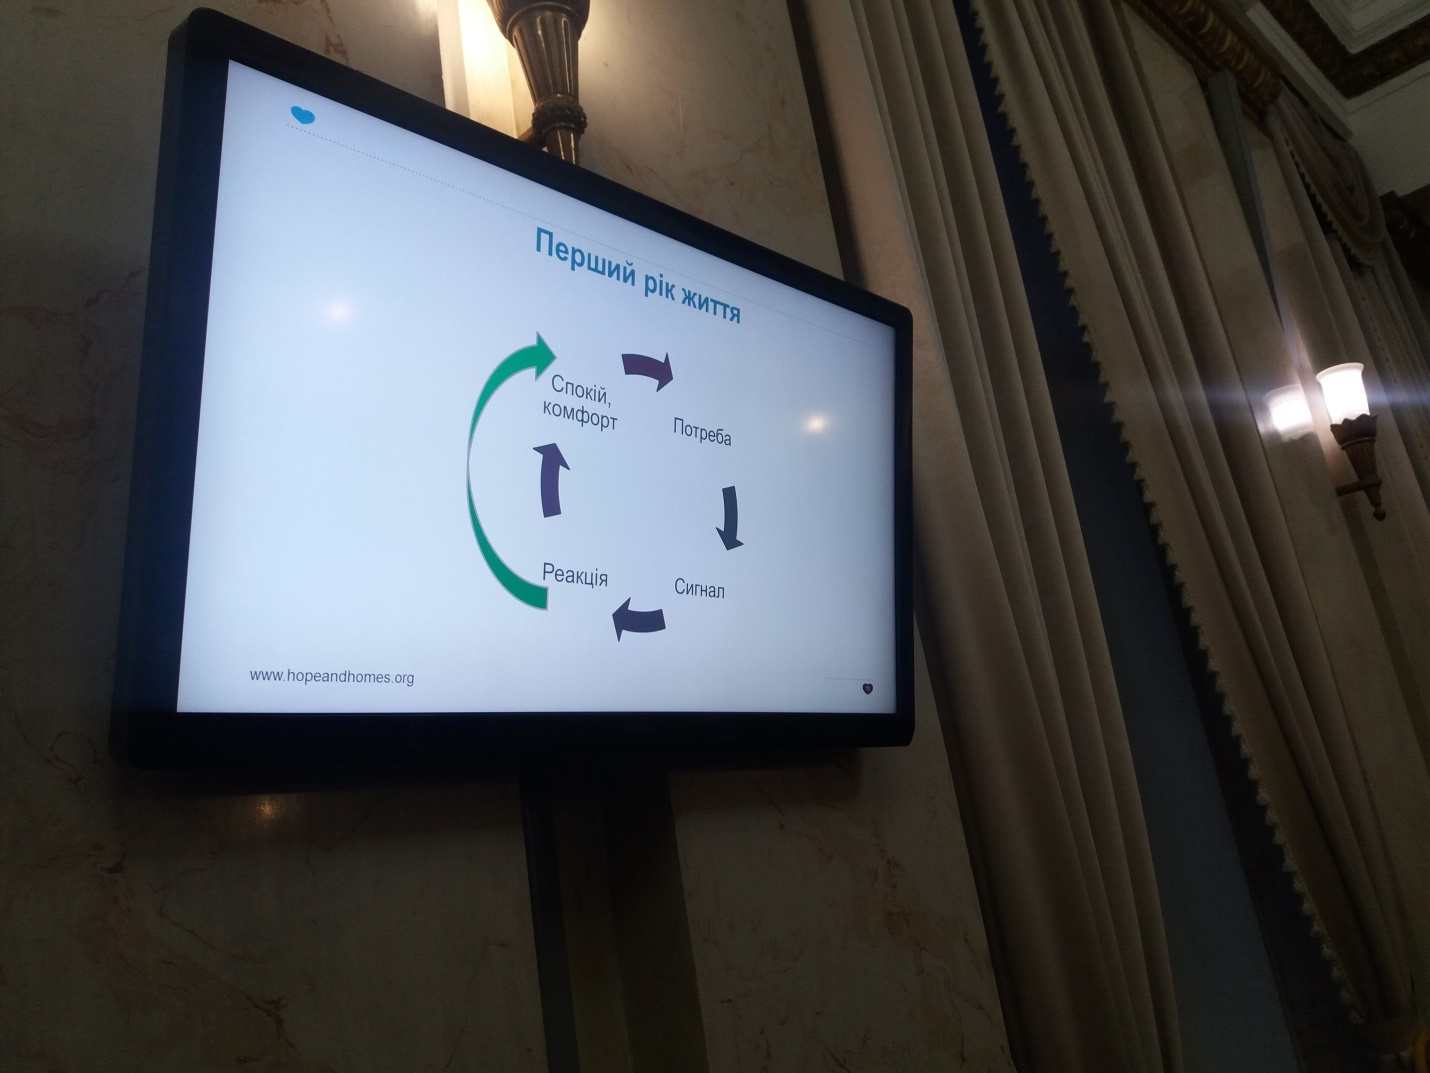 Перший рік життя
Спокій,
комфорт
Потреба
Реакція
Сигнал
www.hopeandhomes.org